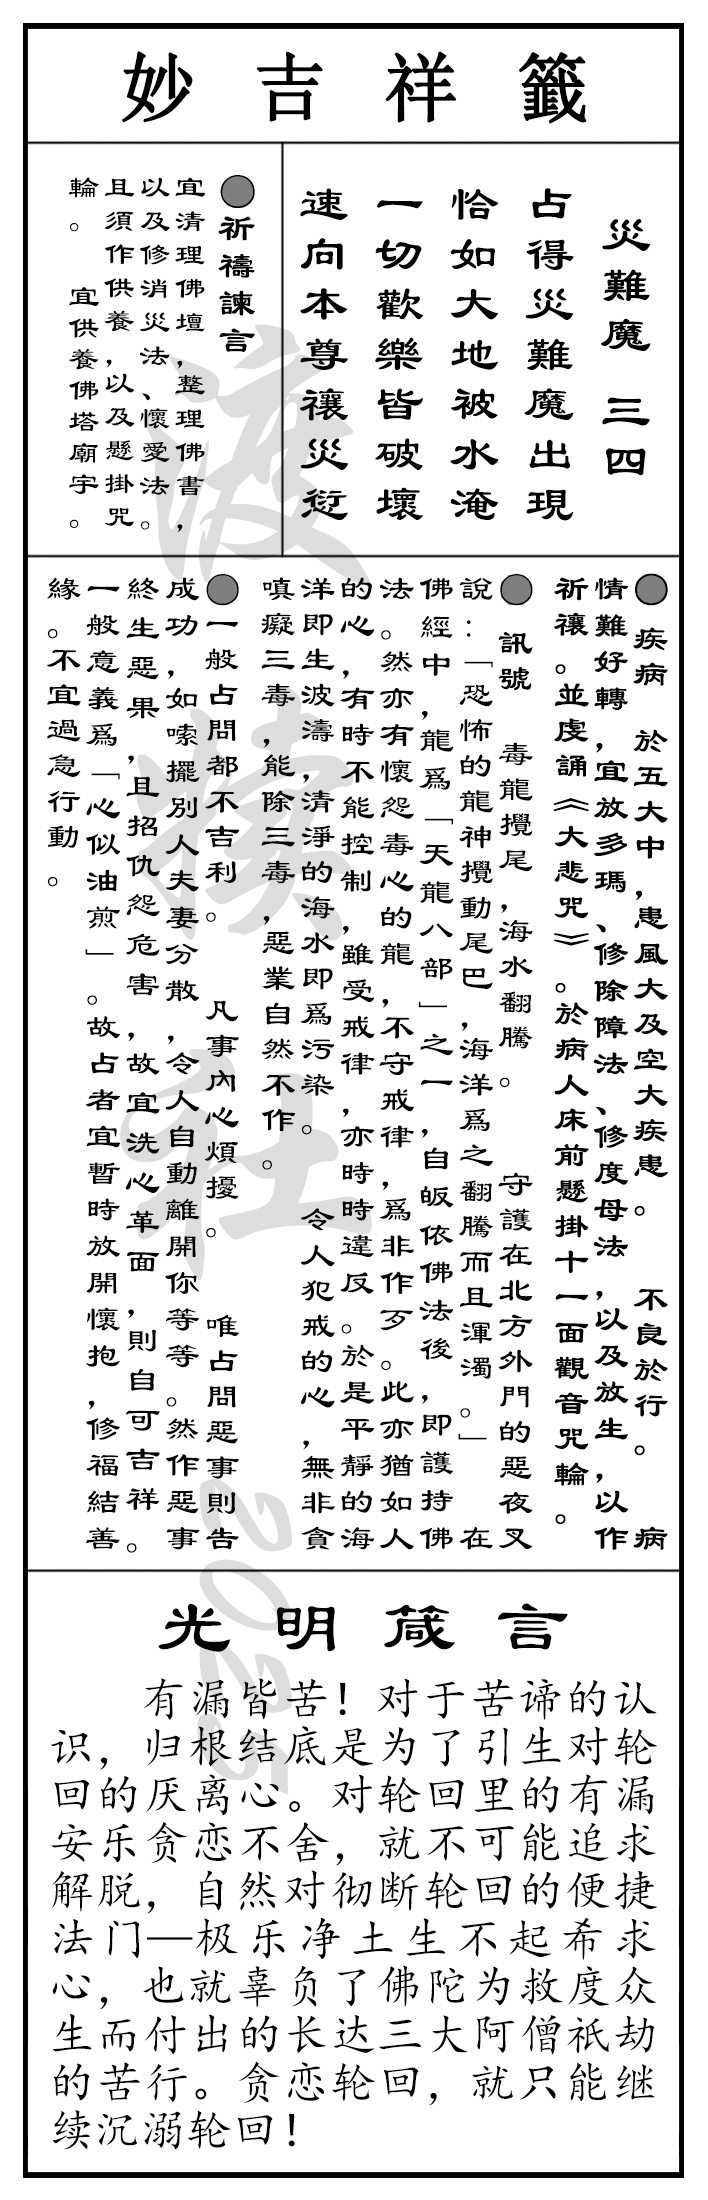 妙吉祥籤
災難魔 三四
占得災難魔出現
恰如大地被水淹
一切歡樂皆破壞
速向本尊禳災愆
●祈禱諫言
宜清理佛壇，整理佛書，
以及修消災法、懷愛法。
且須作供養，以及懸掛咒
輪。 宜供養佛塔廟宇。
●疾病 於五大中，患風大及空大疾患。 不良於行。 病
情難好轉，宜放多瑪、修除障法、修度母法，以及放生，以作
祈禳。並虔誦《大悲咒》。於病人床前懸掛十一面觀音咒輪。
●訊號 毒龍攪尾，海水翻騰。 守護在北方外門的惡夜叉
說：「恐怖的龍神攪動尾巴，海洋爲之翻騰而且渾濁。」 在
佛經中，龍爲「天龍八部」之一，自皈依佛法後，即護持佛
法。然亦有懷怨毒心的龍，不守戒律，爲非作歹。此亦猶如人
的心，有時不能控制，雖受戒律，亦時時違反。於是平靜的海
洋即生波濤，清淨的海水即爲污染。 令人犯戒的心，無非貪
嗔癡三毒，能除三毒，惡業自然不作。
●一般占問都不吉利。 凡事內心煩擾。 唯占問惡事則告
成功，如嗦擺別人夫妻分散，令人自動離開你等等。然作惡事
終生惡果，且招仇怨危害，故宜洗心革面，則自可吉祥。
一般意義爲「心似油煎」。故占者宜暫時放開懷抱，修福結善
緣。不宜過急行動。
光明箴言
有漏皆苦！对于苦谛的认
识，归根结底是为了引生对轮
回的厌离心。对轮回里的有漏
安乐贪恋不舍，就不可能追求
解脱，自然对彻断轮回的便捷
法门—极乐净土生不起希求
心，也就辜负了佛陀为救度众
生而付出的长达三大阿僧祇劫
的苦行。贪恋轮回，就只能继
续沉溺轮回！
渡
社
2025